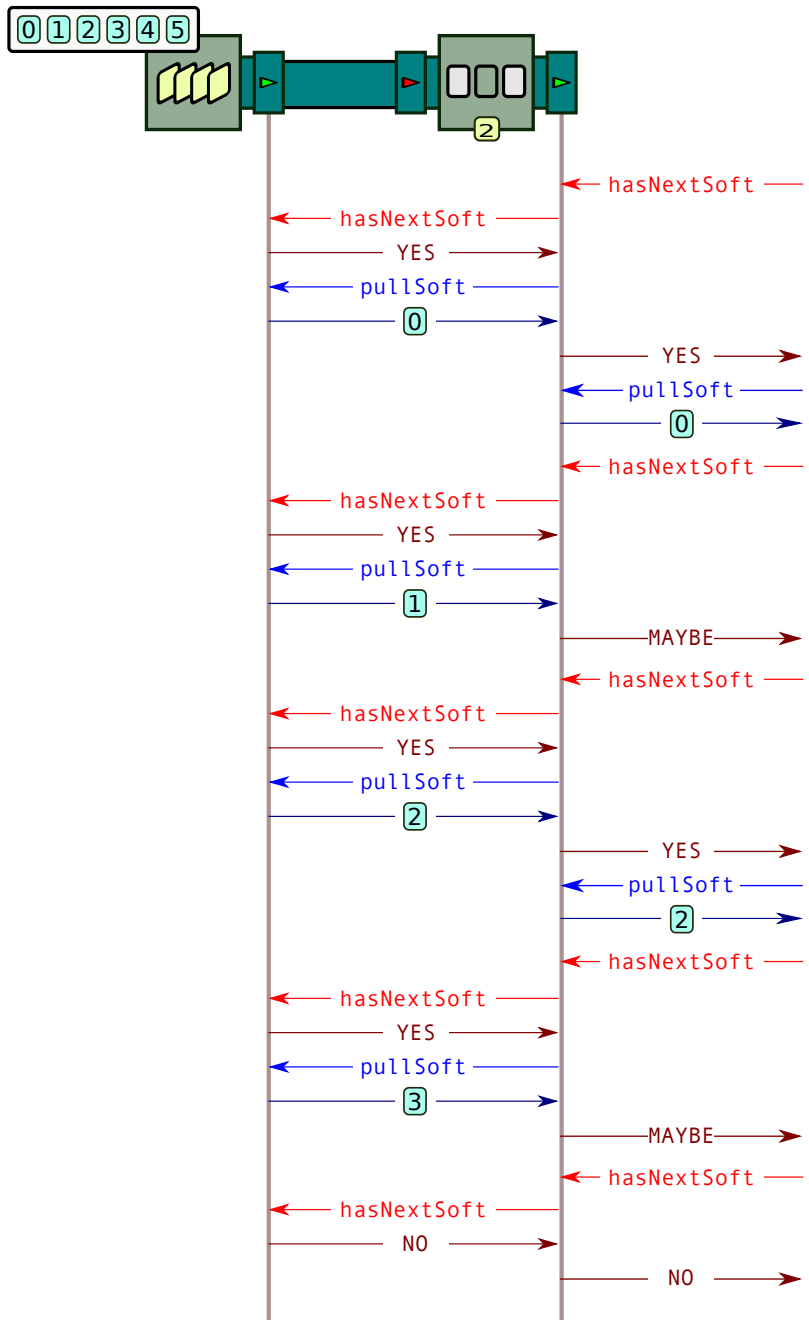 0 1 2 3 4 5
2
hasNextSoft
hasNextSoft
YES
pullSoft
0
YES
pullSoft
0
hasNextSoft
hasNextSoft
YES
pullSoft
1
MAYBE
hasNextSoft
hasNextSoft
YES
pullSoft
2
YES
pullSoft
2
hasNextSoft
hasNextSoft
YES
pullSoft
3
MAYBE
hasNextSoft
hasNextSoft
NO
NO